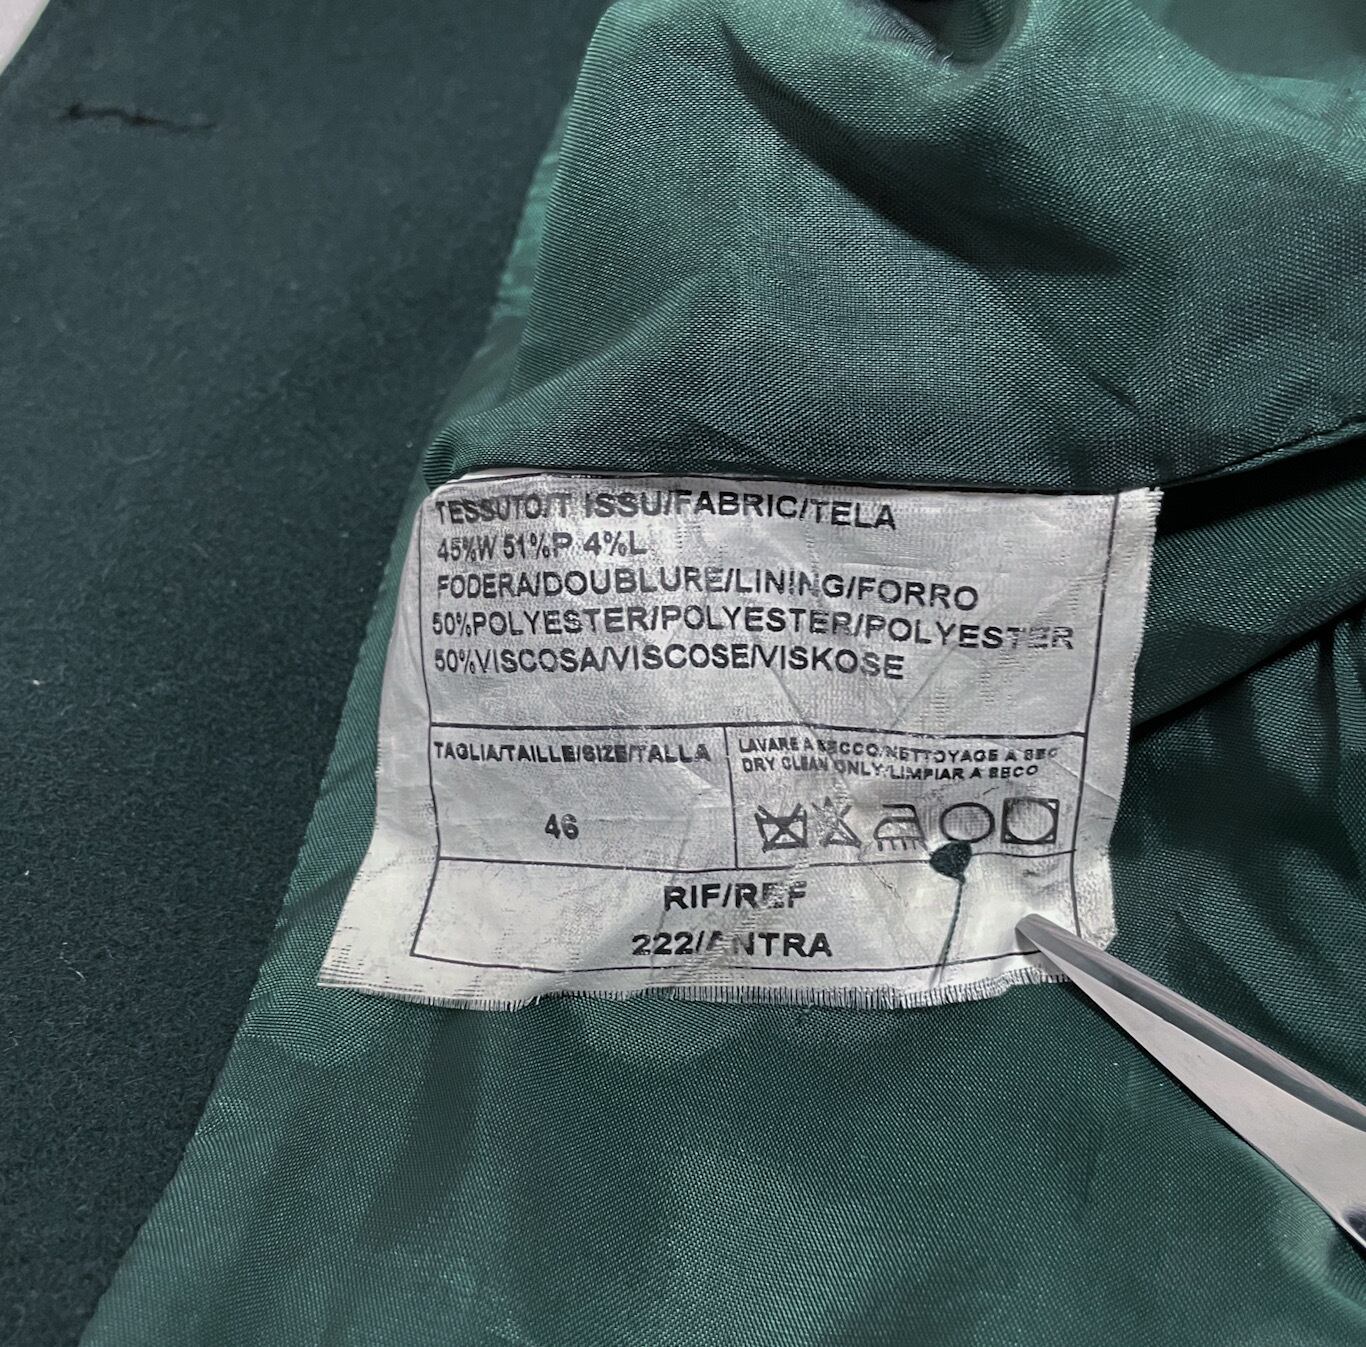 TESSUTO/T ISSU/FABRIC/TELA
45%W 51%P 4%L
FODERA/DOUBLURE/LINING/FORRO
50%POLYESTER/POLYESTER/POLYESTER
50%VISCOSA/VISCOSE/VISKOSE
TAGLIA/TAILLE/SIZE/TALLA
46
LAVARE A SECCO/NETTOYAGE A SEC
DRY CLEAN ONLY/LIMPIAR A SECO
RIF/REF
222/ANTRA